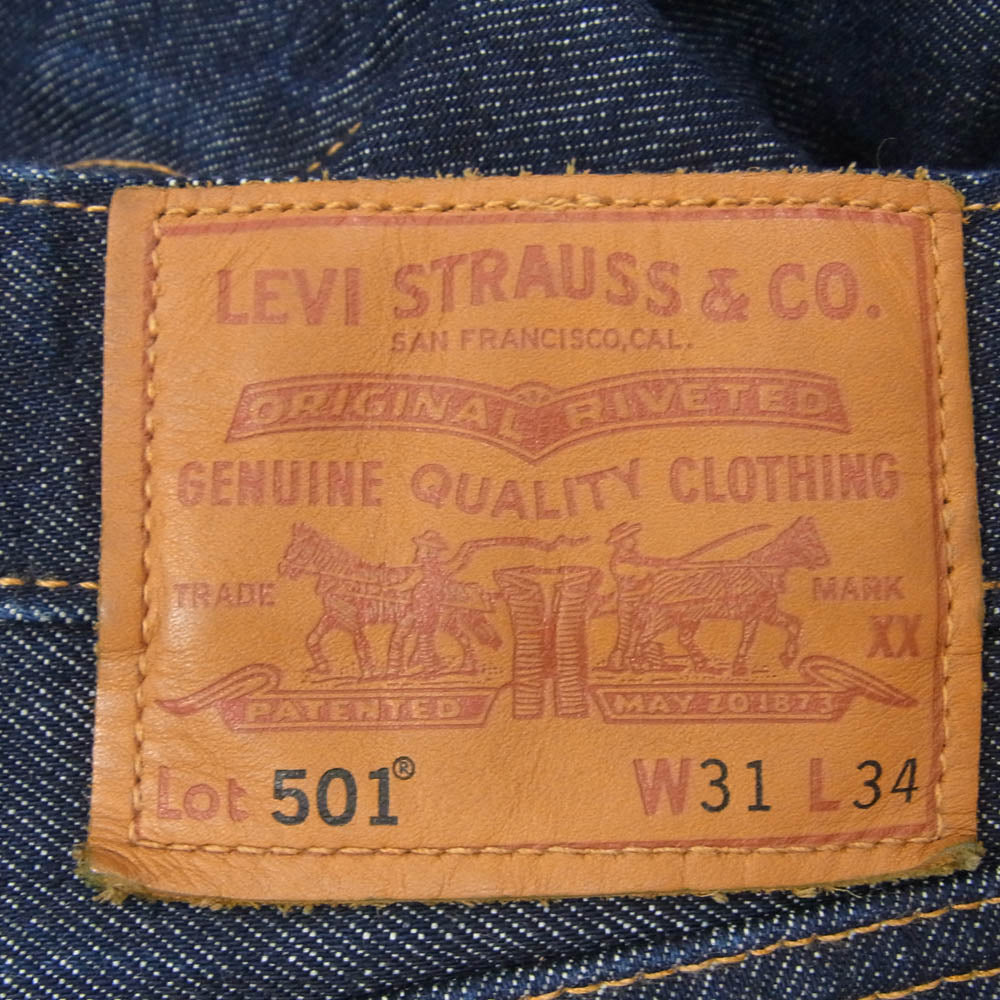 LEVI STRAUSS & CO.
SAN FRANCISCO, CAL.
ORIGINAL RIVETED
GENUINE QUALITY CLOTHING
TRADE MARK
XX
PATENTED MAY 20 1873
Lot 501® W31 L34